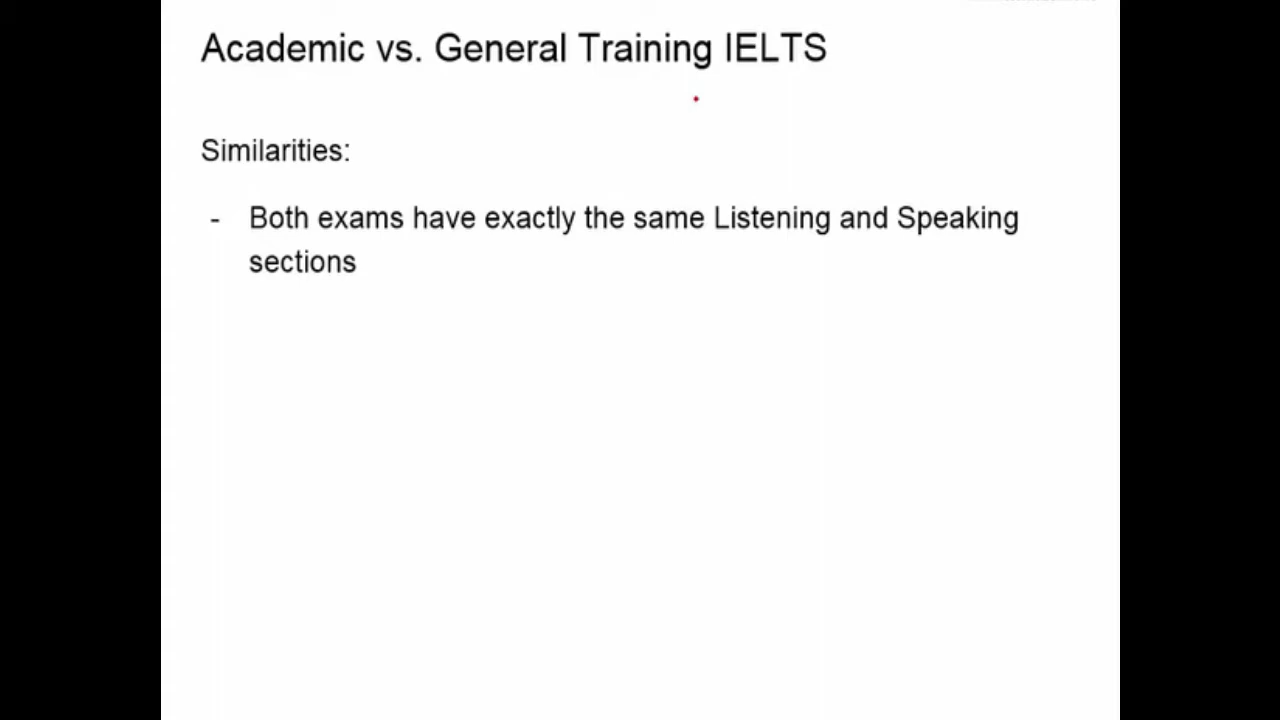 Academic vs. General Training IELTS
Similarities:
- Both exams have exactly the same Listening and Speaking
sections